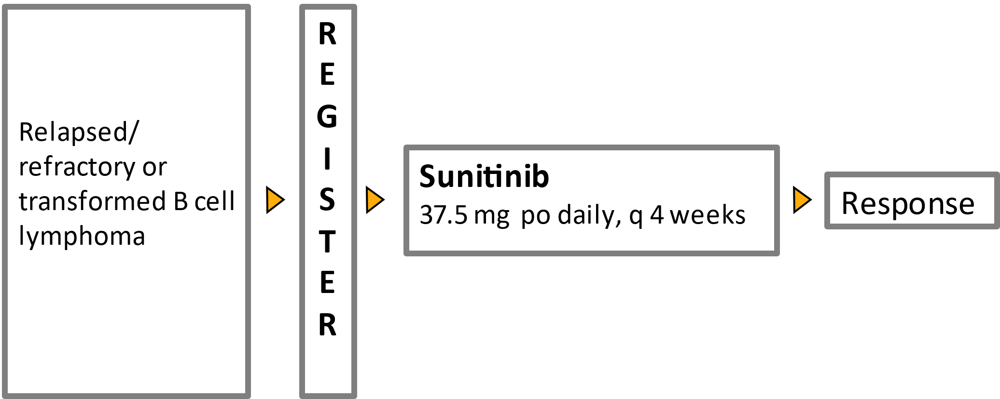 Relapsed/
refractory or
transformed B cell
lymphoma
R
E
G
I
S
T
E
R
Sunitinib
37.5 mg po daily, q 4 weeks
Response